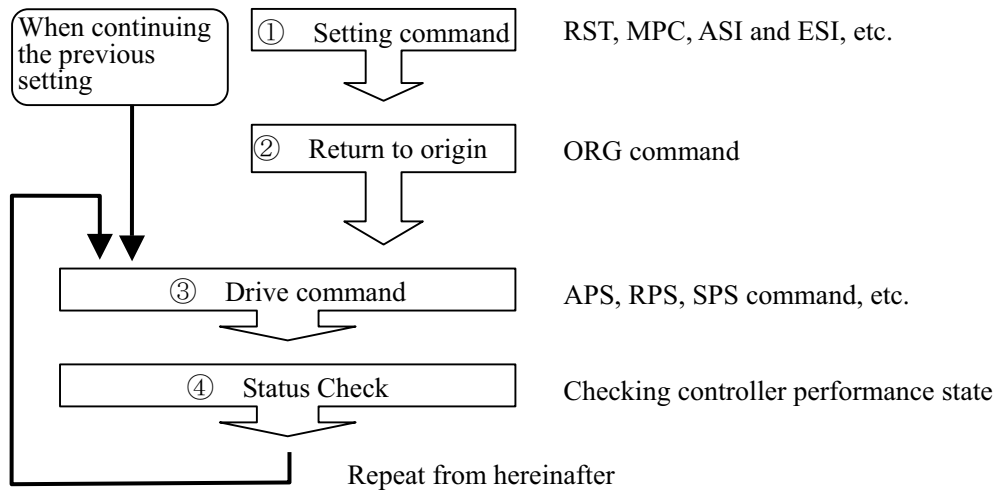 When continuing
the previous
setting
① Setting command
RST, MPC, ASI and ESI, etc.
② Return to origin
ORG command
③ Drive command
APS, RPS, SPS command, etc.
④ Status Check
Checking controller performance state
Repeat from hereinafter